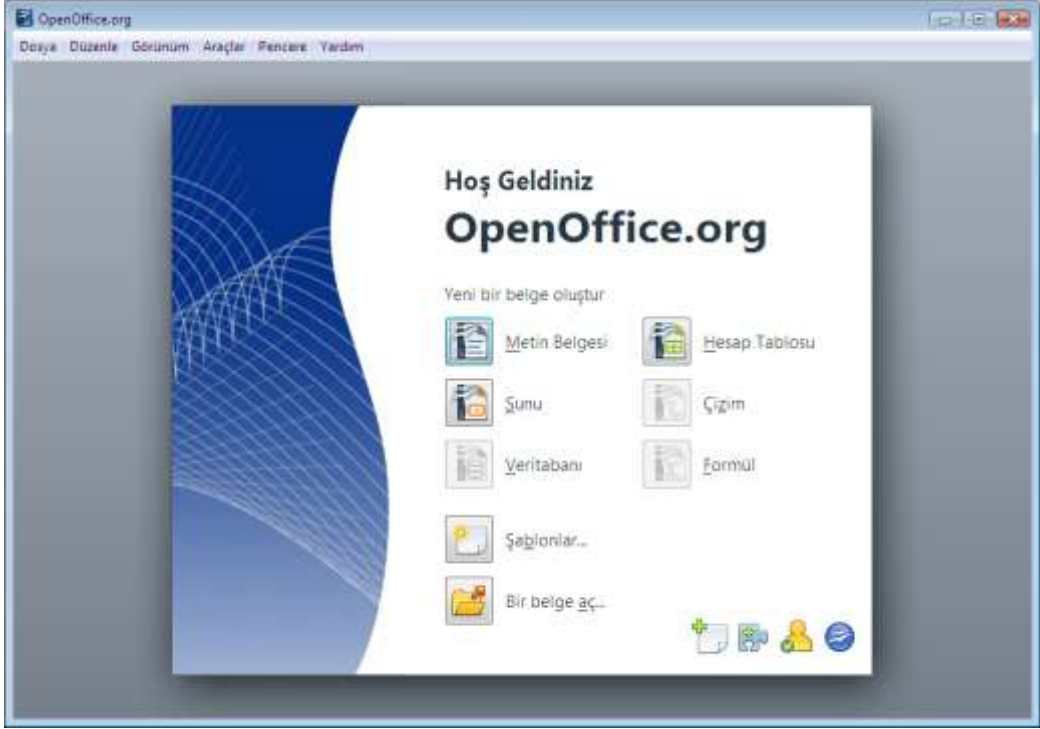 OpenOffice.org
Dosya Düzenle Görünüm Araçlar Pencere Yardım
Hoş Geldiniz
OpenOffice.org
Yeni bir belge oluştur
Metin Belgesi Hesap Tablosu
Sunu Çizim
Veritabanı Formül
Şablonlar...
Bir belge aç...